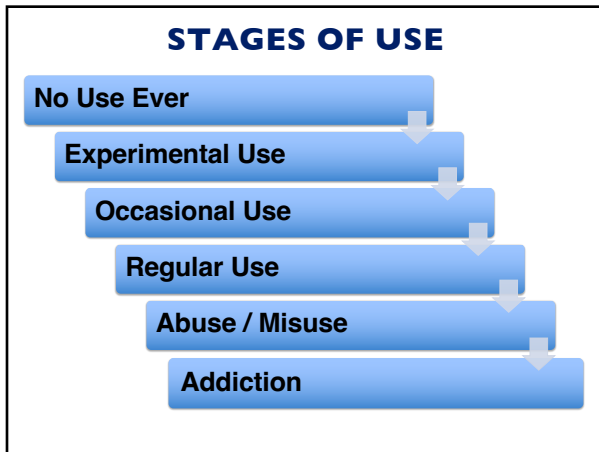 STAGES OF USE
No Use Ever
Experimental Use
Occasional Use
Regular Use
Abuse / Misuse
Addiction